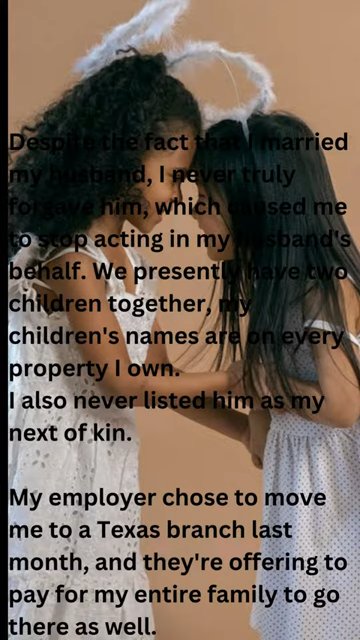 Despite the fact that I married
my husband, I never truly
forgave him, which caused me
to stop acting in my husband's
behalf. We presently have two
children together, my
children's names are on every
property I own.
I also never listed him as my
next of kin.
My employer chose to move
me to a Texas branch last
month, and they're offering to
pay for my entire family to go
there as well.